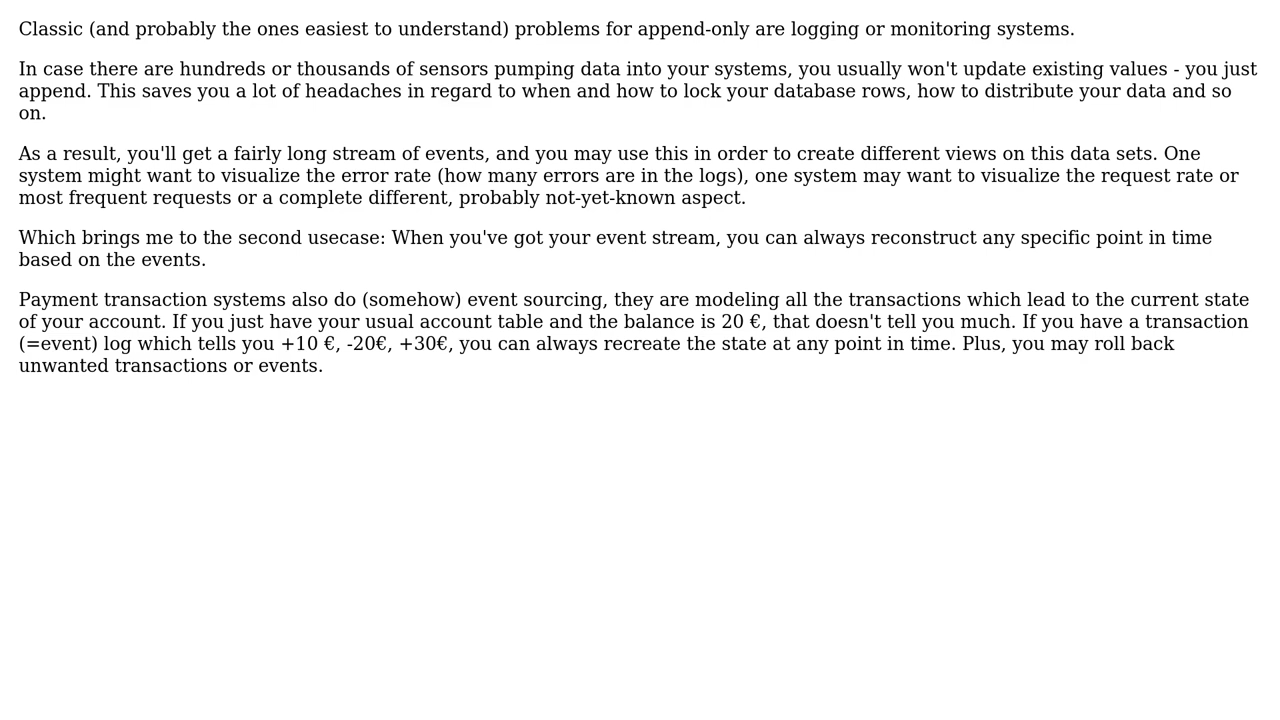 Classic (and probably the ones easiest to understand) problems for append-only are logging or monitoring systems.
In case there are hundreds or thousands of sensors pumping data into your systems, you usually won't update existing values - you just
append. This saves you a lot of headaches in regard to when and how to lock your database rows, how to distribute your data and so
on.
As a result, you'll get a fairly long stream of events, and you may use this in order to create different views on this data sets. One
system might want to visualize the error rate (how many errors are in the logs), one system may want to visualize the request rate or
most frequent requests or a complete different, probably not-yet-known aspect.
Which brings me to the second usecase: When you've got your event stream, you can always reconstruct any specific point in time
based on the events.
Payment transaction systems also do (somehow) event sourcing, they are modeling all the transactions which lead to the current state
of your account. If you just have your usual account table and the balance is 20 €, that doesn't tell you much. If you have a transaction
(=event) log which tells you +10 €, -20€, +30€, you can always recreate the state at any point in time. Plus, you may roll back
unwanted transactions or events.